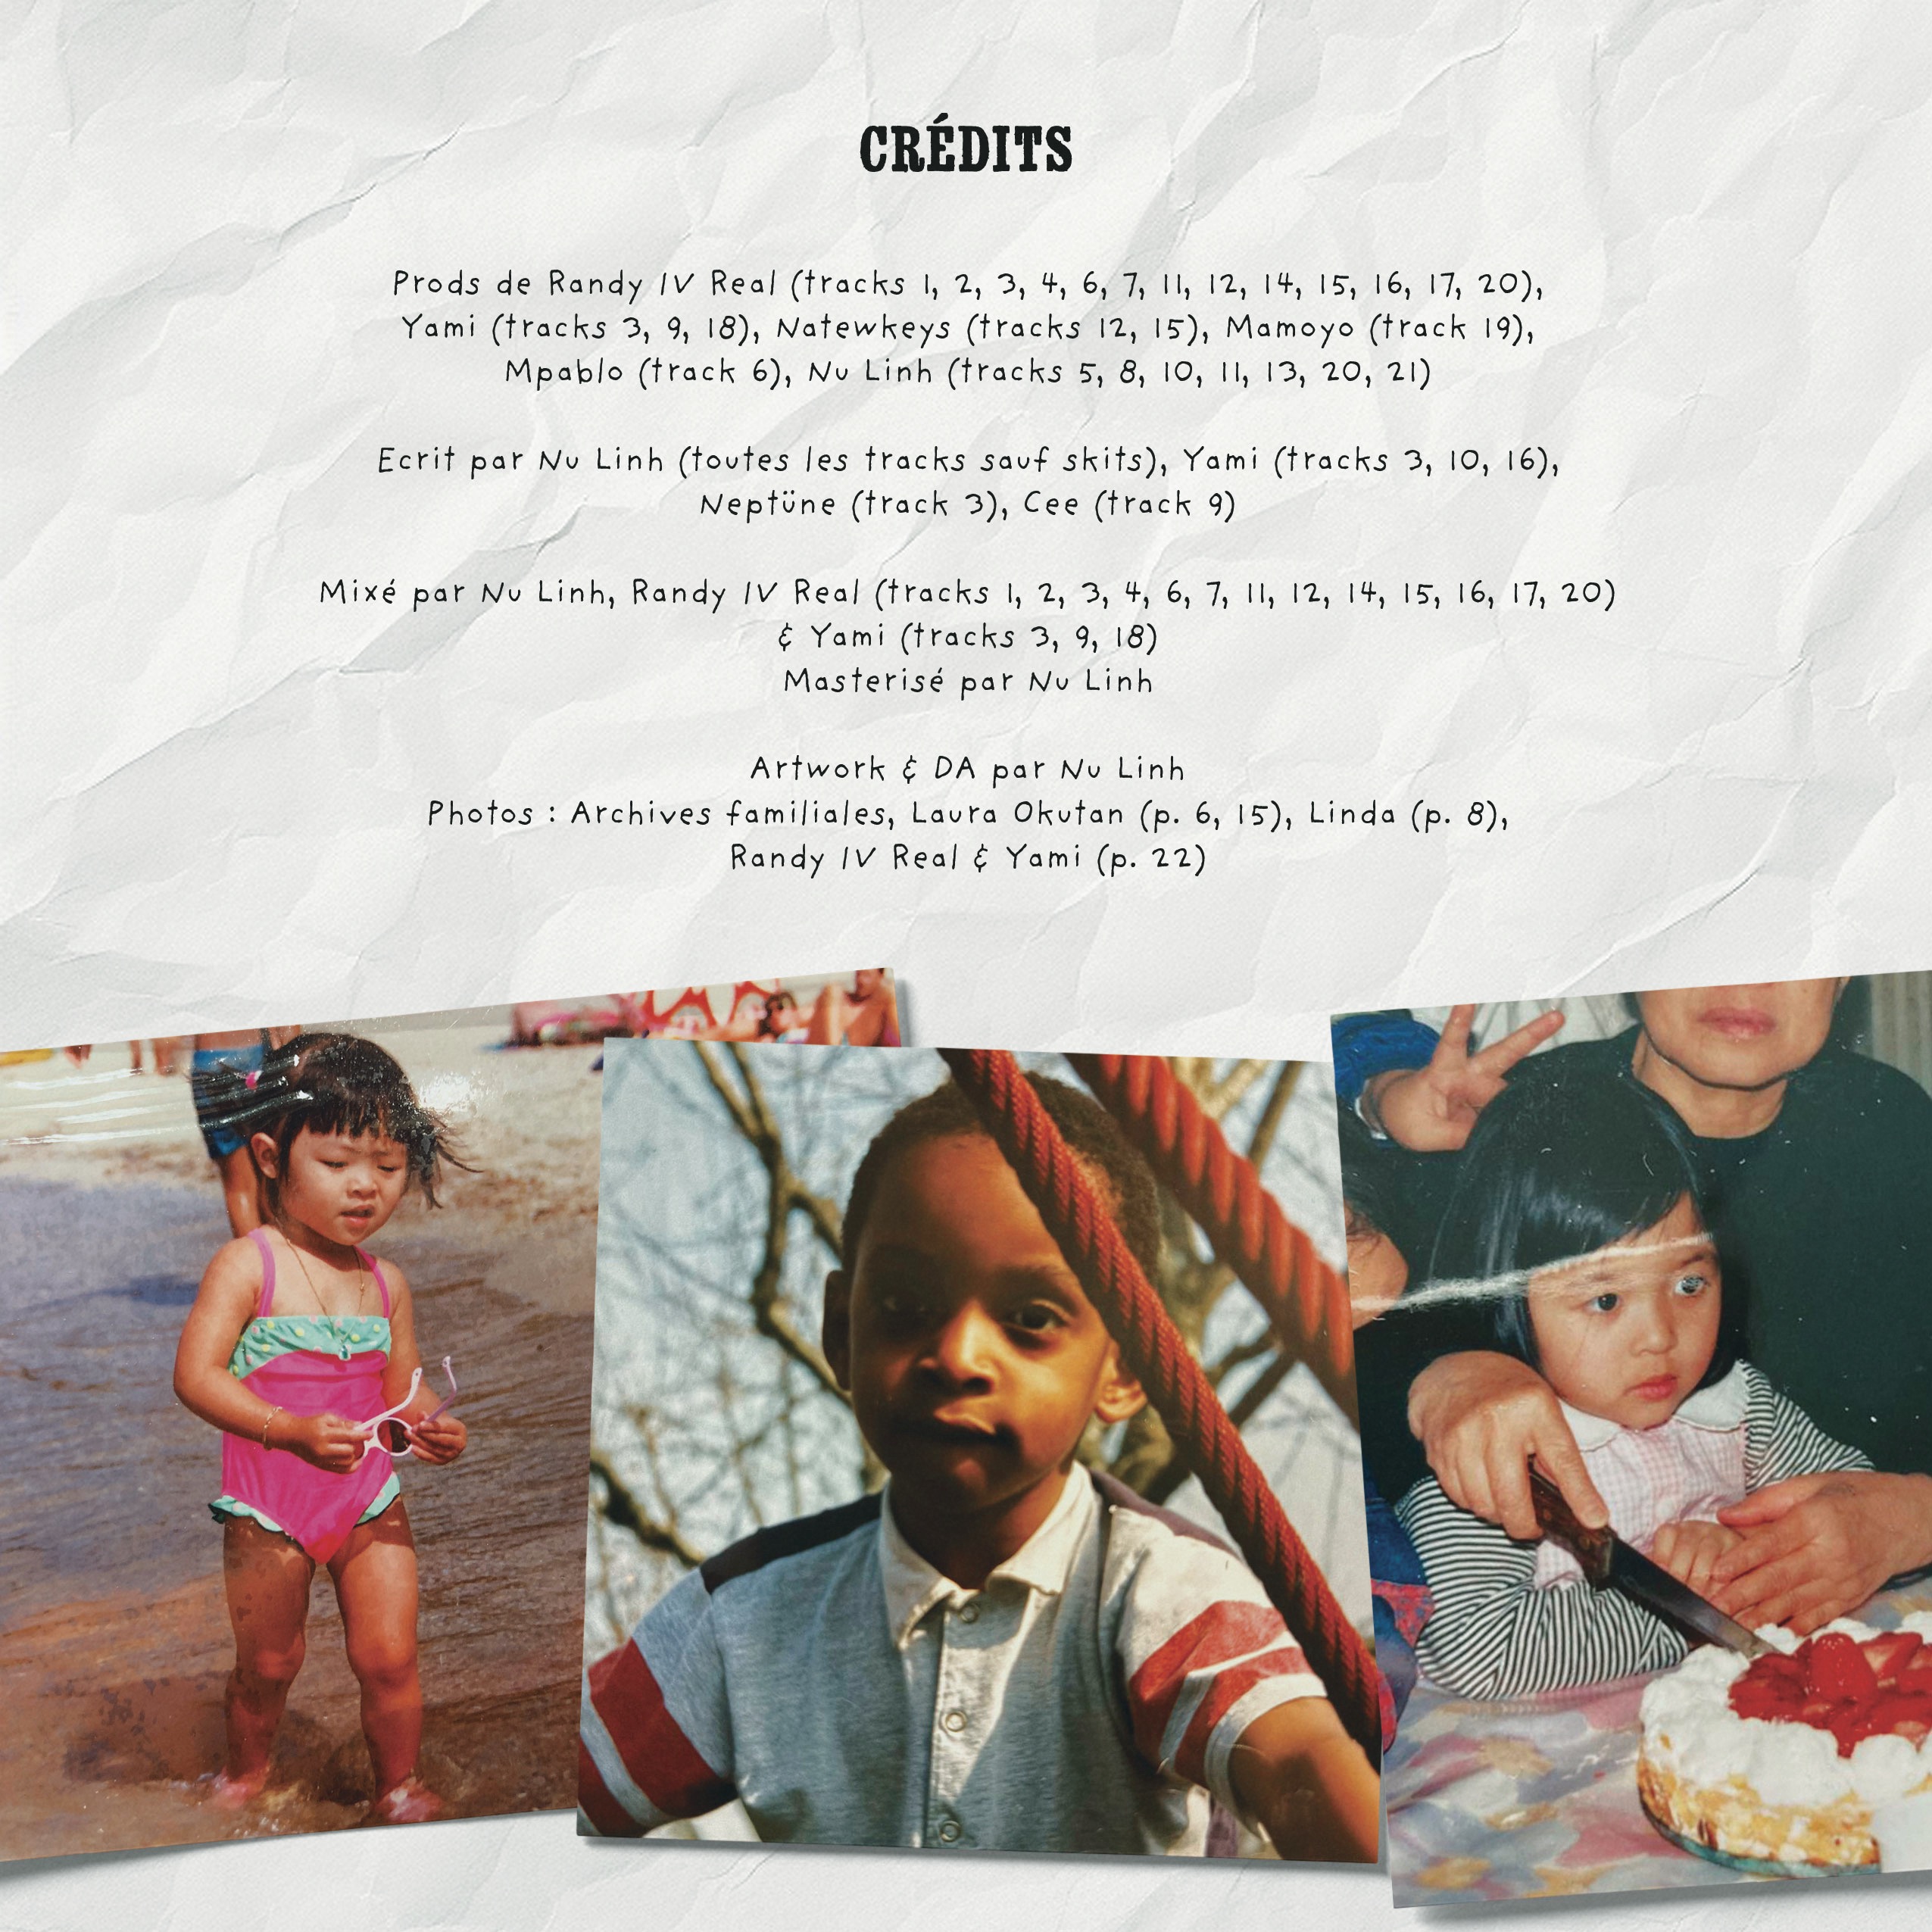 CRÉDITS
Prods de Randy IV Real (tracks 1, 2, 3, 4, 6, 7, 11, 12, 14, 15, 16, 17, 20),
Yami (tracks 3, 9, 18), Natewkeys (tracks 12, 15), Mamoyo (track 19),
Mpablo (track 6), Nu Linh (tracks 5, 8, 10, 11, 13, 20, 21)
Ecrit par Nu Linh (toutes les tracks sauf skits), Yami (tracks 3, 10, 16),
Neptüne (track 3), Cee (track 9)
Mixé par Nu Linh, Randy IV Real (tracks 1, 2, 3, 4, 6, 7, 11, 12, 14, 15, 16, 17, 20)
& Yami (tracks 3, 9, 18)
Masterisé par Nu Linh
Artwork & DA par Nu Linh
Photos : Archives familiales, Laura Okutan (p. 6, 15), Linda (p. 8),
Randy IV Real & Yami (p. 22)